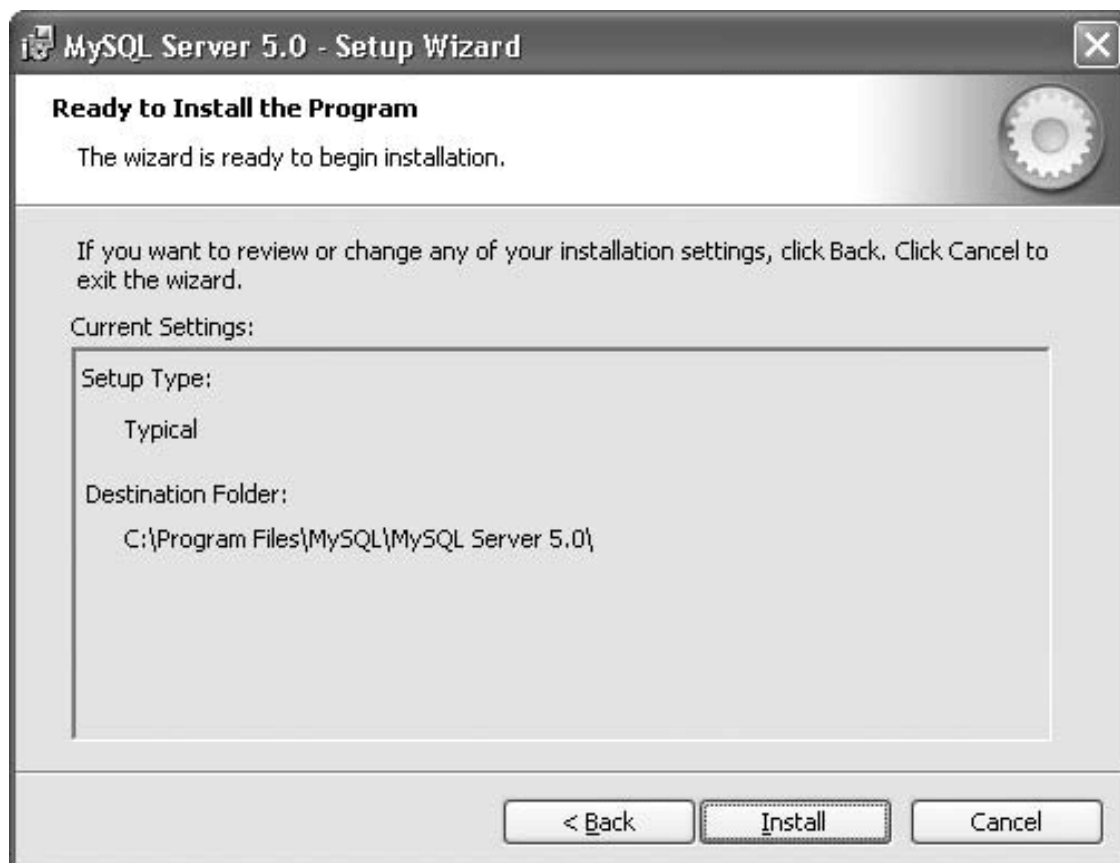 MySQL Server 5.0 - Setup Wizard
Ready to Install the Program
The wizard is ready to begin installation.
If you want to review or change any of your installation settings, click Back. Click Cancel to
exit the wizard.
Current Settings:
Setup Type:
Typical
Destination Folder:
C:\Program Files\MySQL\MySQL Server 5.0\
< Back
Install
Cancel